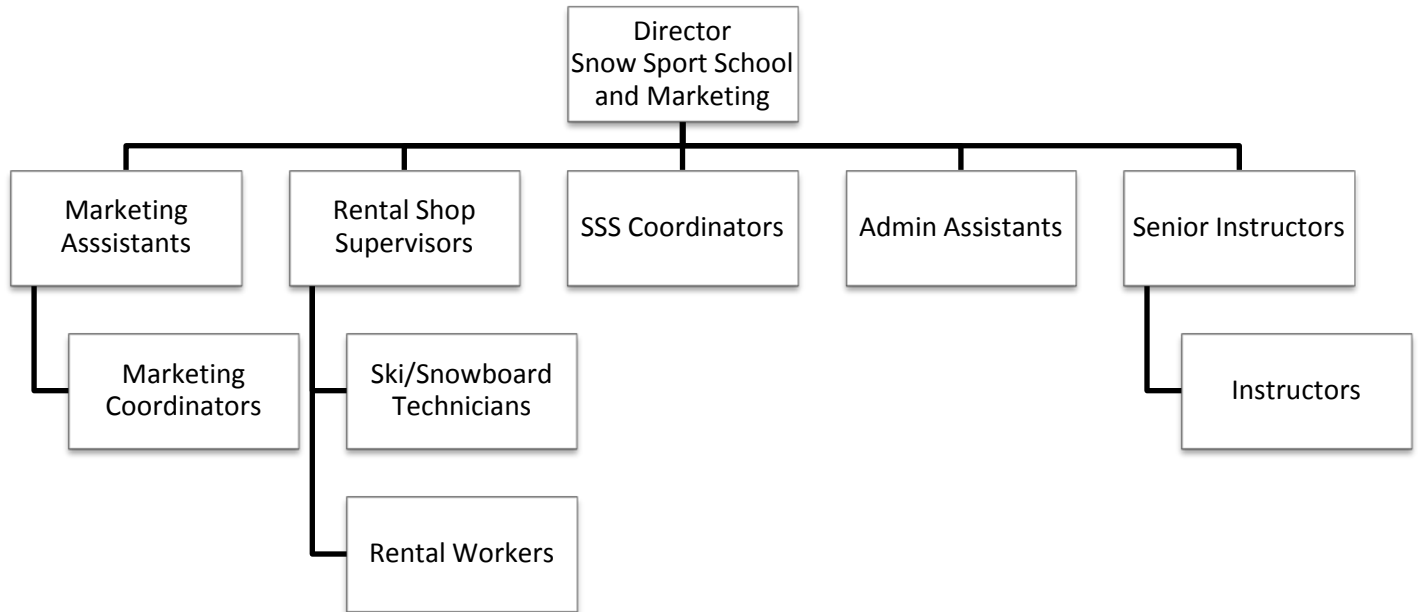 Director
Snow Sport School
and Marketing
Marketing
Asssistants
Rental Shop
Supervisors
SSS Coordinators
Admin Assistants
Senior Instructors
Marketing
Coordinators
Ski/Snowboard
Technicians
Instructors
Rental Workers